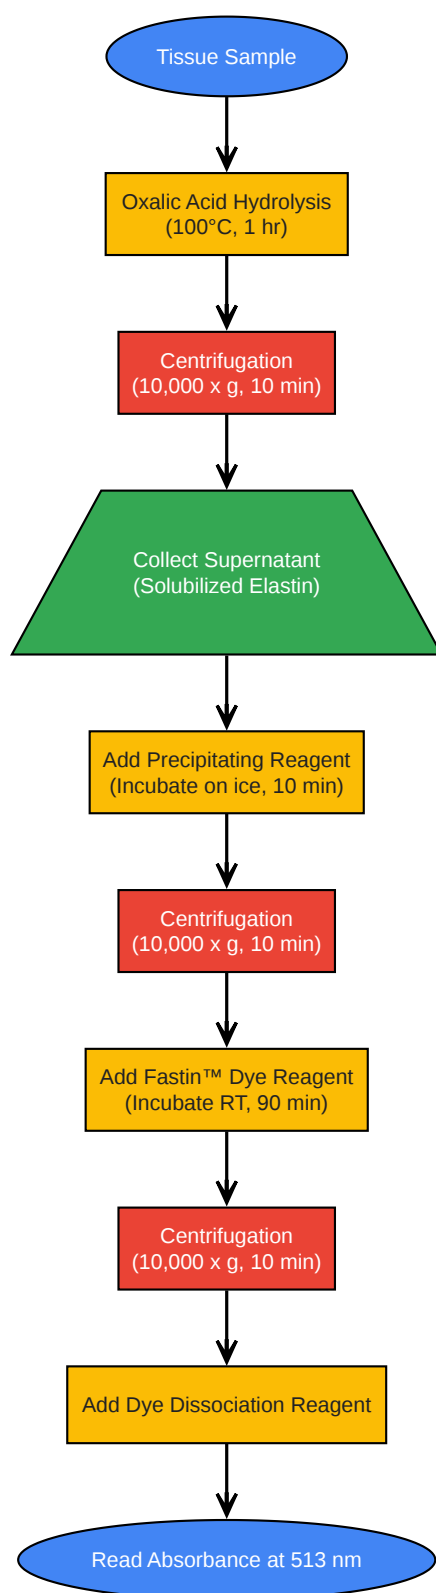 Tissue Sample
Oxalic Acid Hydrolysis
(100°C, 1 hr)
Centrifugation
(10,000 x g, 10 min)
Collect Supernatant
(Solubilized Elastin)
Add Precipitating Reagent
(Incubate on ice, 10 min)
Centrifugation
(10,000 x g, 10 min)
Add Fastin™ Dye Reagent
(Incubate RT, 90 min)
Centrifugation
(10,000 x g, 10 min)
Add Dye Dissociation Reagent
Read Absorbance at 513 nm